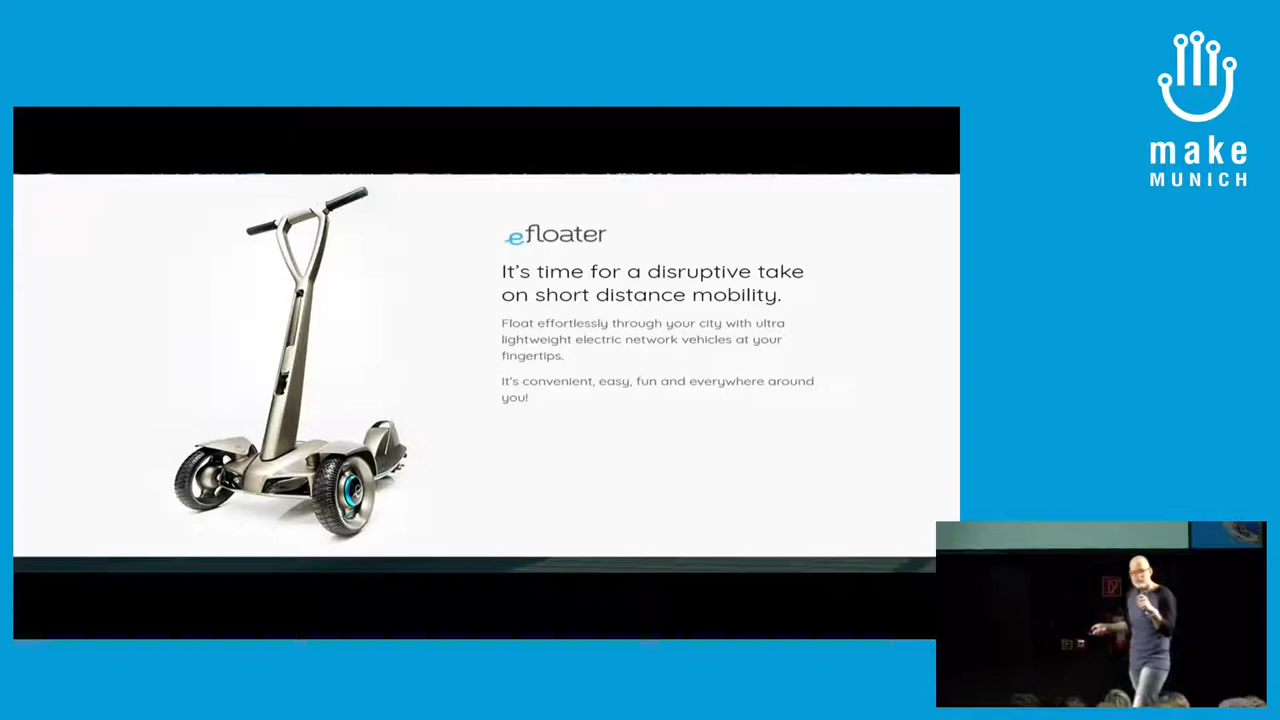 make
MUNICH
efloater
It's time for a disruptive take
on short distance mobility.
Float effortlessly through your city with ultra
lightweight electric network vehicles at your
fingertips.
It's convenient, easy, fun and everywhere around
you!